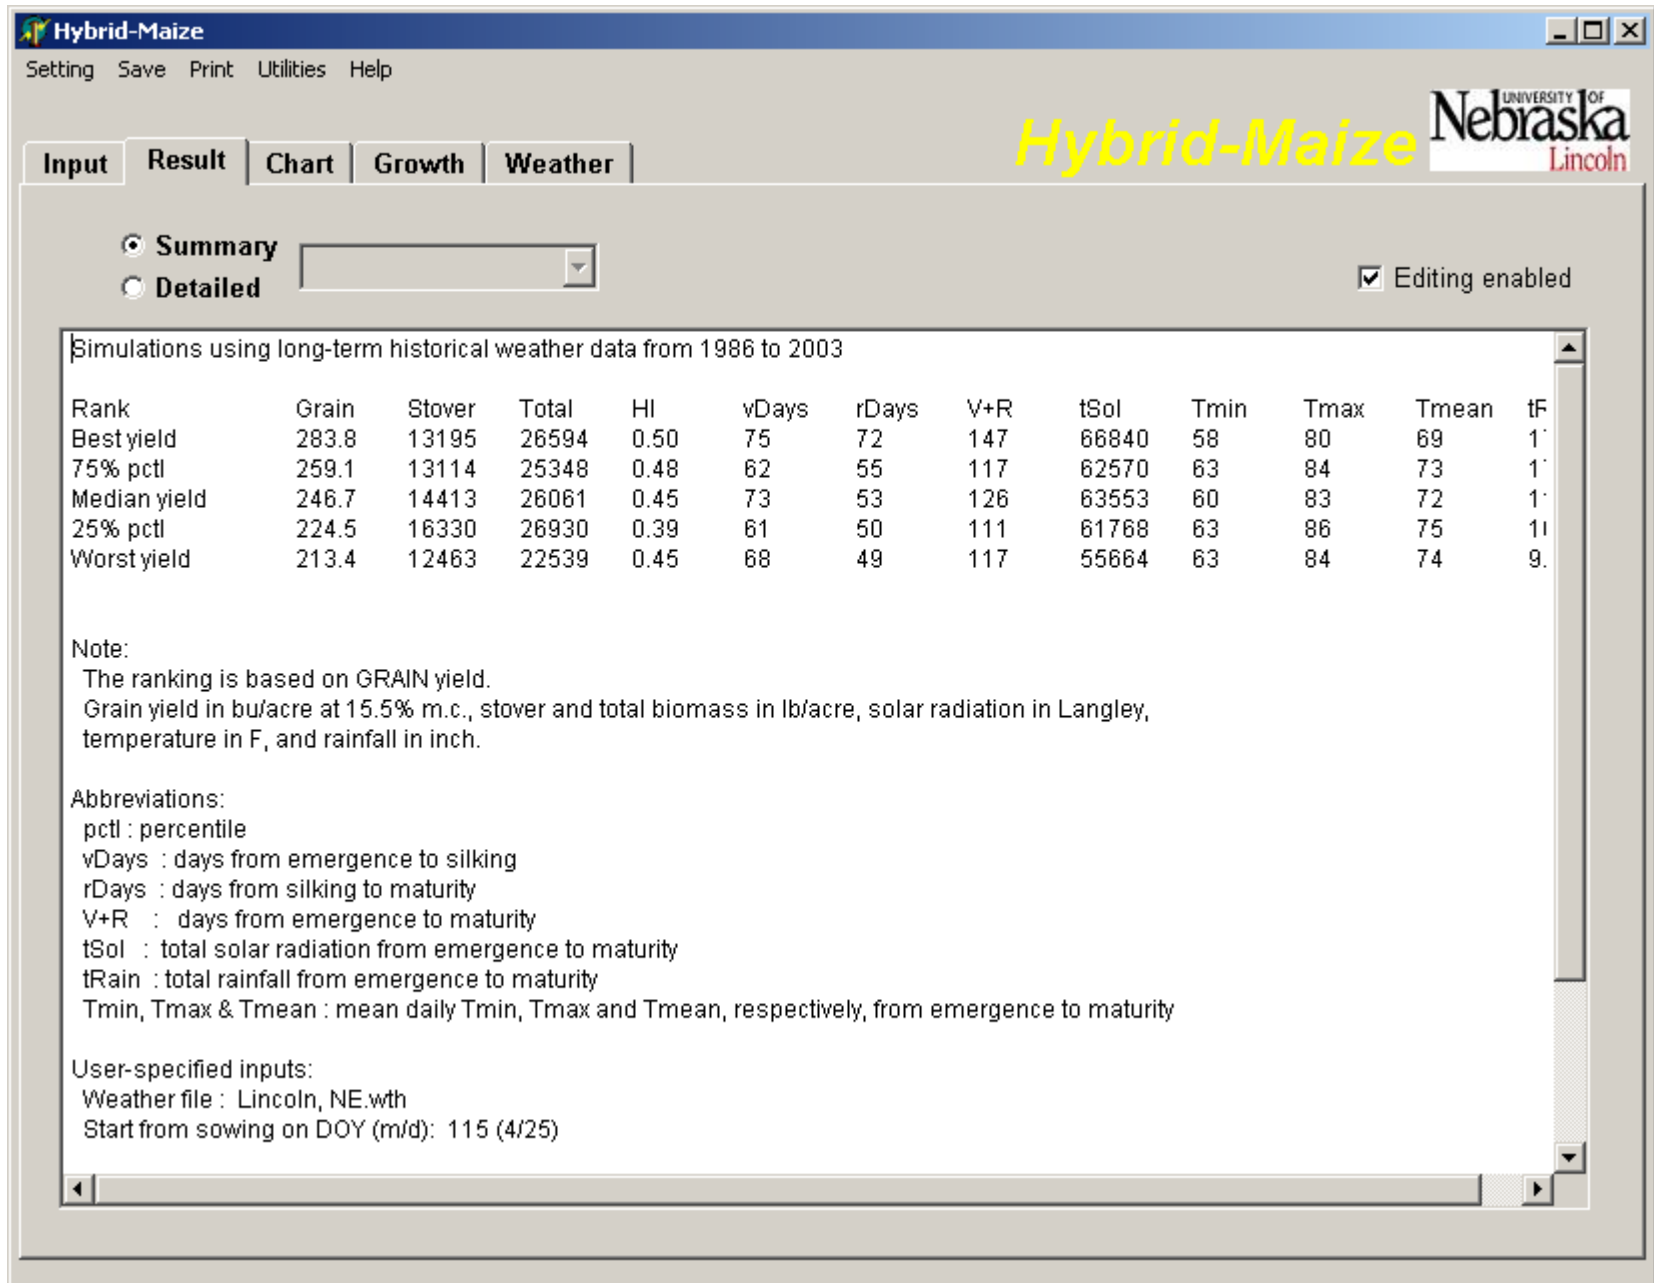 Hybrid-Maize
Setting Save Print Utilities Help
Hybrid-Maize
UNIVERSITY OF
Nebraska
Lincoln
Input Result Chart Growth Weather
Summary
Detailed
Editing enabled
Simulations using long-term historical weather data from 1986 to 2003
Rank Grain Stover Total HI vDays rDays V+R tSol Tmin Tmax Tmean
Best yield 283.8 13195 26594 0.50 75 72 147 66840 58 80 69
75% pctl 259.1 13114 25348 0.48 62 55 117 62570 63 84 73
Median yield 246.7 14413 26061 0.45 73 53 126 63553 60 83 72
25% pctl 224.5 16330 26930 0.39 61 50 111 61768 63 86 75
Worst yield 213.4 12463 22539 0.45 68 49 117 55664 63 84 74 9.
Note:
The ranking is based on GRAIN yield.
Grain yield in bu/acre at 15.5% m.c., stover and total biomass in lb/acre, solar radiation in Langley,
temperature in F, and rainfall in inch.
Abbreviations:
pctl : percentile
vDays : days from emergence to silking
rDays : days from silking to maturity
V+R : days from emergence to maturity
tSol : total solar radiation from emergence to maturity
tRain : total rainfall from emergence to maturity
Tmin, Tmax & Tmean : mean daily Tmin, Tmax and Tmean, respectively, from emergence to maturity
User-specified inputs:
Weather file : Lincoln, NE.wth
Start from sowing on DOY (m/d): 115 (4/25)